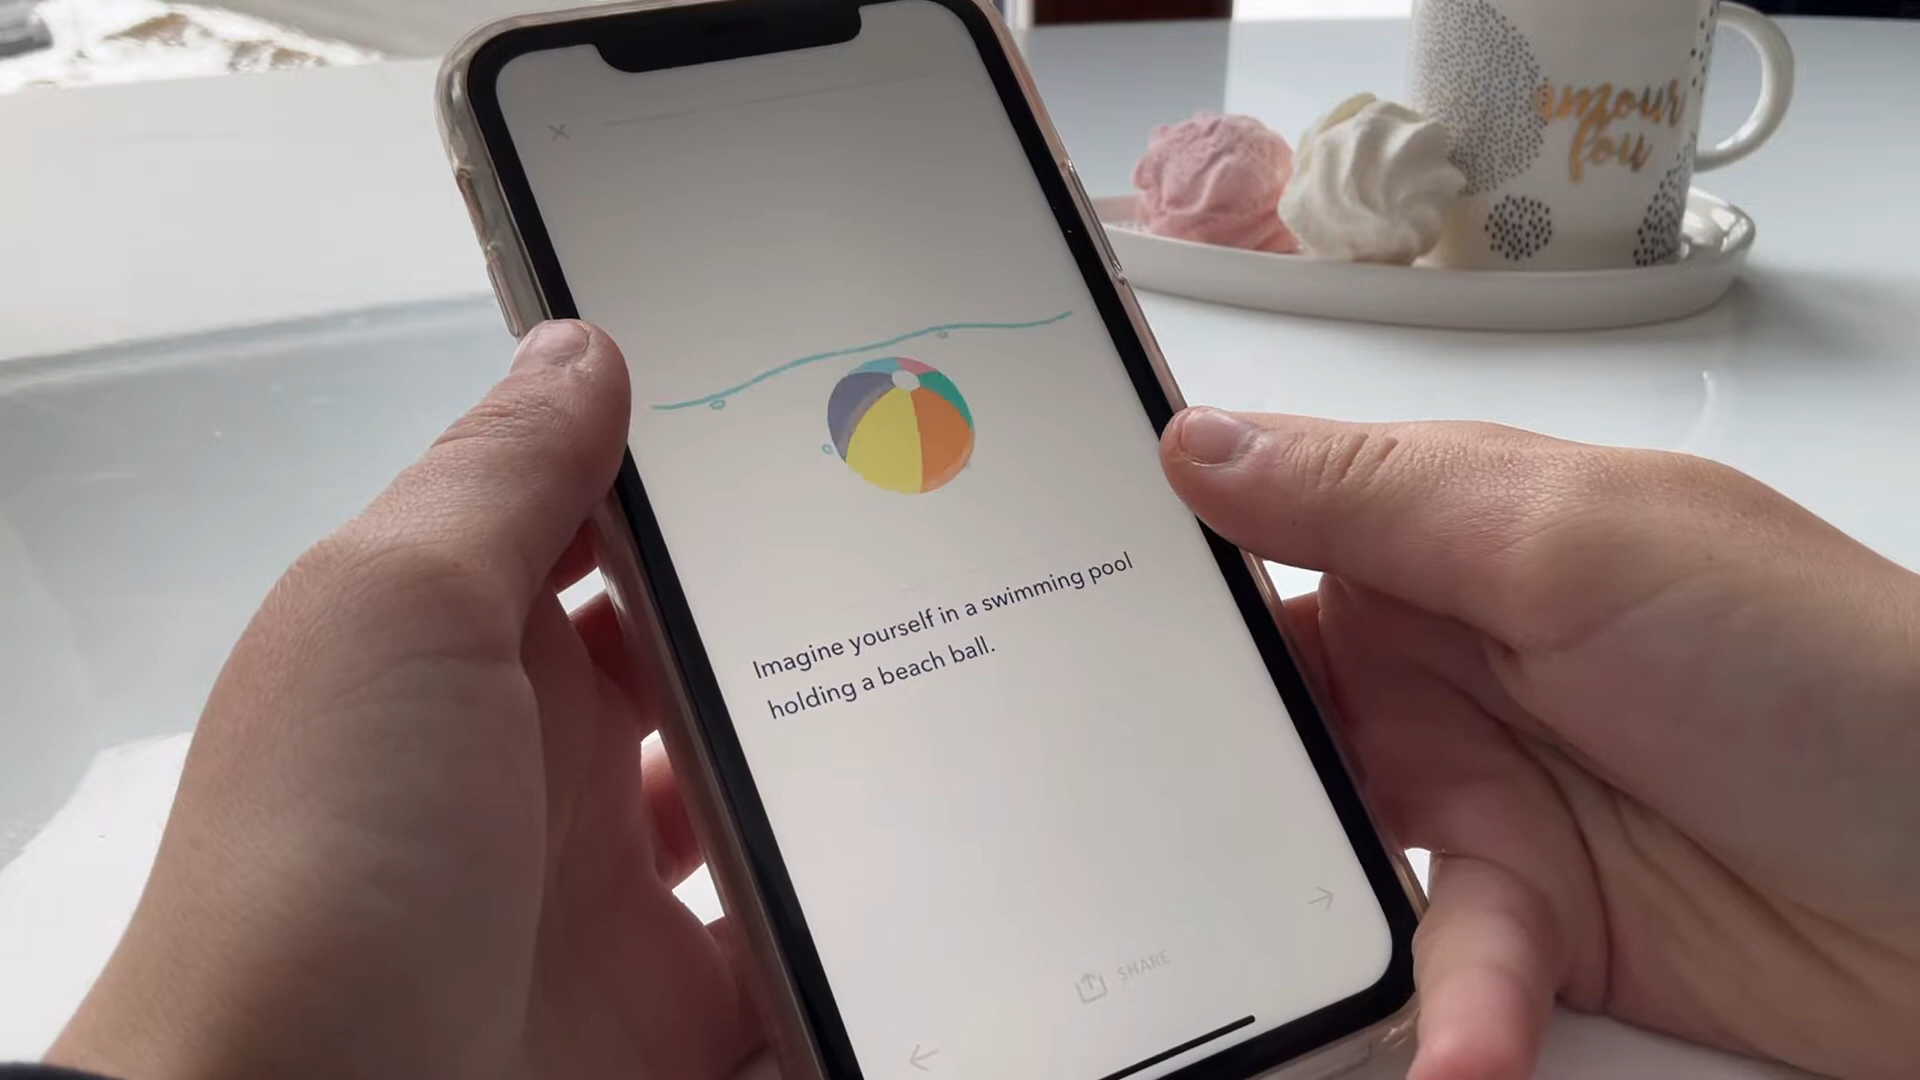 amour
fou
Imagine yourself in a swimming pool
holding a beach ball.
SHARE